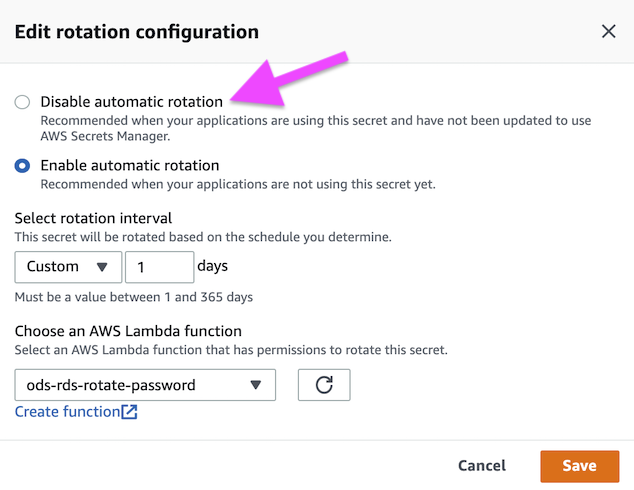 Edit rotation configuration
Disable automatic rotation
Recommended when your applications are using this secret and have not been updated to use
AWS Secrets Manager.
Enable automatic rotation
Recommended when your applications are not using this secret yet.
Select rotation interval
This secret will be rotated based on the schedule you determine.
Custom 1 days
Must be a value between 1 and 365 days
Choose an AWS Lambda function
Select an AWS Lambda function that has permissions to rotate this secret.
ods-rds-rotate-password
Create function
Cancel Save